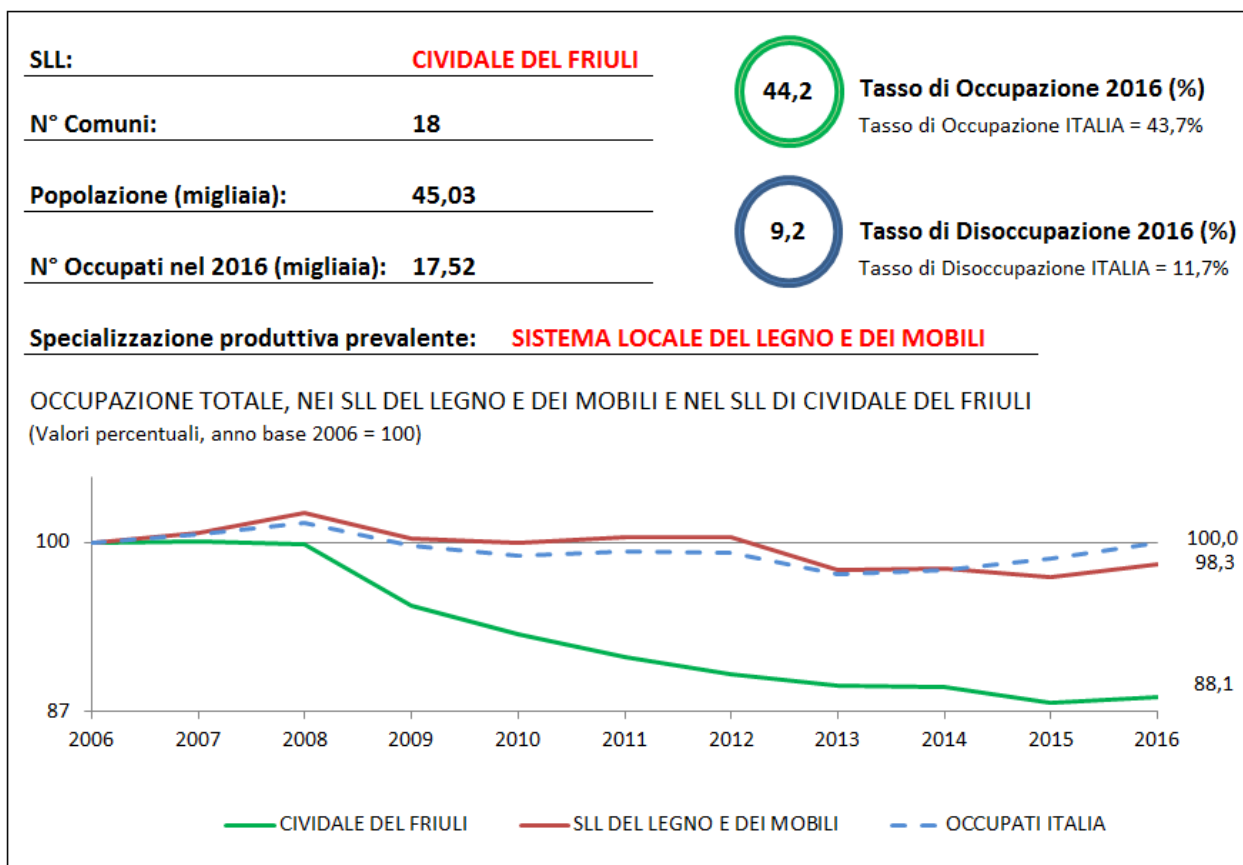 SLL: CIVIDALE DEL FRIULI
N° Comuni: 18
Popolazione (migliaia): 45,03
N° Occupati nel 2016 (migliaia): 17,52
44,2 Tasso di Occupazione 2016 (%)
Tasso di Occupazione ITALIA = 43,7%
9,2 Tasso di Disoccupazione 2016 (%)
Tasso di Disoccupazione ITALIA = 11,7%
Specializzazione produttiva prevalente: SISTEMA LOCALE DEL LEGNO E DEI MOBILI
OCCUPAZIONE TOTALE, NEI SLL DEL LEGNO E DEI MOBILI E NEL SLL DI CIVIDALE DEL FRIULI
(Valori percentuali, anno base 2006 = 100)
100
87
100,0
98,3
88,1
2006 2007 2008 2009 2010 2011 2012 2013 2014 2015 2016
CIVIDALE DEL FRIULI SLL DEL LEGNO E DEI MOBILI OCCUPATI ITALIA